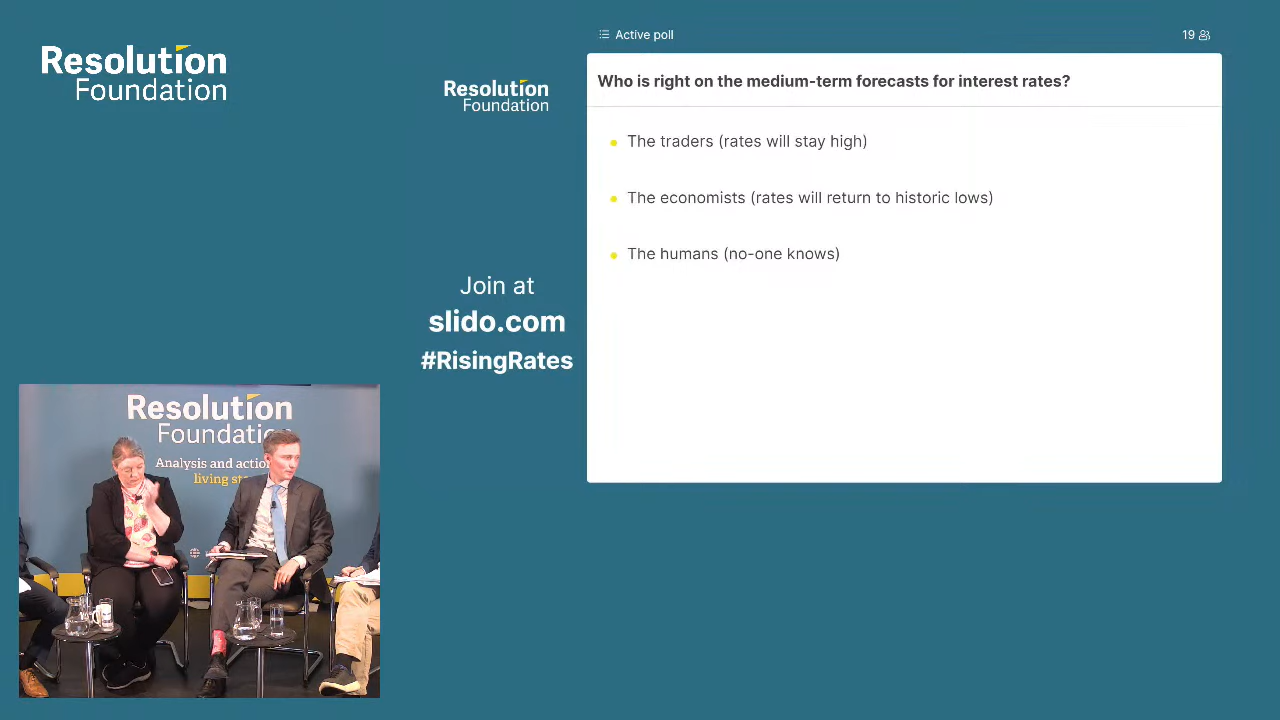 Resolution
Foundation
Active poll
19
Resolution
Foundation
Who is right on the medium-term forecasts for interest rates?
The traders (rates will stay high)
The economists (rates will return to historic lows)
The humans (no-one knows)
Join at
slido.com
#RisingRates
Resolution
Foundation
Analysis and action
living